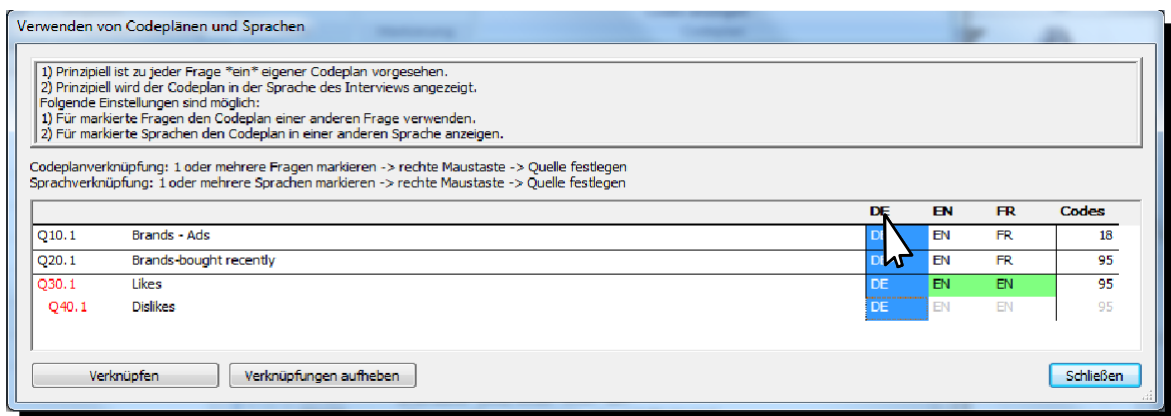 Verwenden von Codeplänen und Sprachen
1) Prinzipiell ist zu jeder Frage *ein* eigener Codeplan vorgesehen.
2) Prinzipiell wird der Codeplan in der Sprache des Interviews angezeigt.
Folgende Einstellungen sind möglich:
1) Für markierte Fragen den Codeplan einer anderen Frage verwenden.
2) Für markierte Sprachen den Codeplan in einer anderen Sprache anzeigen.
Codeplanverknüpfung: 1 oder mehrere Fragen markieren -> rechte Maustaste -> Quelle festlegen
Sprachverknüpfung: 1 oder mehrere Sprachen markieren -> rechte Maustaste -> Quelle festlegen
DE EN FR Codes
Q10.1 Brands - Ads DE EN FR 18
Q20.1 Brands-bought recently DE EN FR 95
Q30.1 Likes DE EN EN 95
Q40.1 Dislikes DE EN EN 95
Verknüpfen Verknüpfungen aufheben Schließen